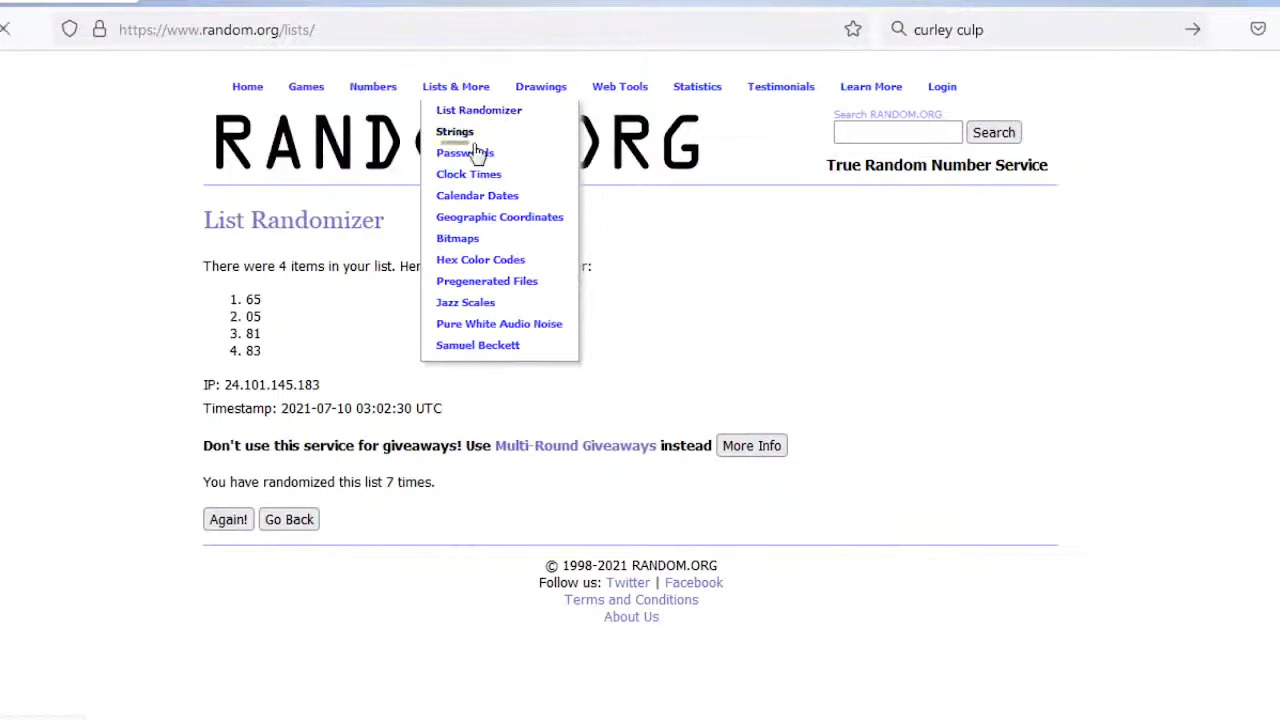 https://www.random.org/lists/
curley culp
Home Games Numbers Lists & More Drawings Web Tools Statistics Testimonials Learn More Login
List Randomizer
Strings
Clock Times
Calendar Dates
Geographic Coordinates
Bitmaps
Hex Color Codes
Pregenerated Files
Jazz Scales
Pure White Audio Noise
Samuel Beckett
Search RANDOM.ORG
Search
True Random Number Service
List Randomizer
There were 4 items in your list. Her
r:
1. 65
2. 05
3. 81
4. 83
IP: 24.101.145.183
Timestamp: 2021-07-10 03:02:30 UTC
Don't use this service for giveaways! Use Multi-Round Giveaways instead More Info
You have randomized this list 7 times.
Again! Go Back
© 1998-2021 RANDOM.ORG
Follow us: Twitter | Facebook
Terms and Conditions
About Us